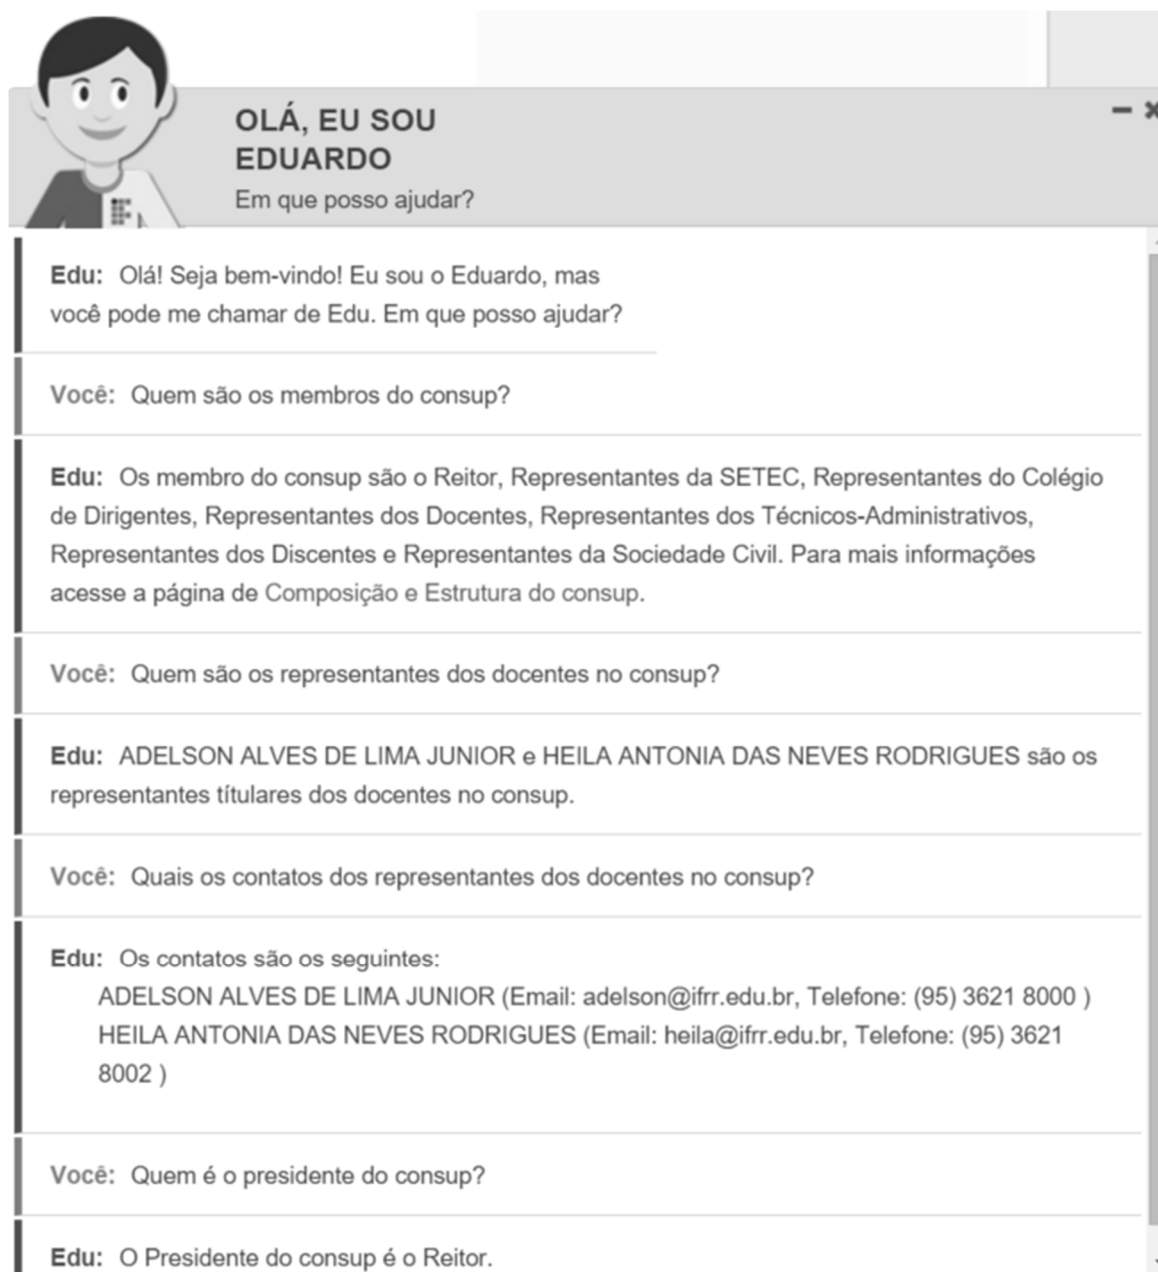 OLÁ, EU SOU
EDUARDO
Em que posso ajudar?
Edu: Olá! Seja bem-vindo! Eu sou o Eduardo, mas
você pode me chamar de Edu. Em que posso ajudar?
Você: Quem são os membros do consup?
Edu: Os membro do consup são o Reitor, Representantes da SETEC, Representantes do Colégio
de Dirigentes, Representantes dos Docentes, Representantes dos Técnicos-Administrativos,
Representantes dos Discentes e Representantes da Sociedade Civil. Para mais informações
acesse a página de Composição e Estrutura do consup.
Você: Quem são os representantes dos docentes no consup?
Edu: ADELSON ALVES DE LIMA JUNIOR e HEILA ANTONIA DAS NEVES RODRIGUES são os
representantes títulares dos docentes no consup.
Você: Quais os contatos dos representantes dos docentes no consup?
Edu: Os contatos são os seguintes:
ADELSON ALVES DE LIMA JUNIOR (Email: adelson@ifrr.edu.br, Telefone: (95) 3621 8000 )
HEILA ANTONIA DAS NEVES RODRIGUES (Email: heila@ifrr.edu.br, Telefone: (95) 3621
8002 )
Você: Quem é o presidente do consup?
Edu: O Presidente do consup é o Reitor.